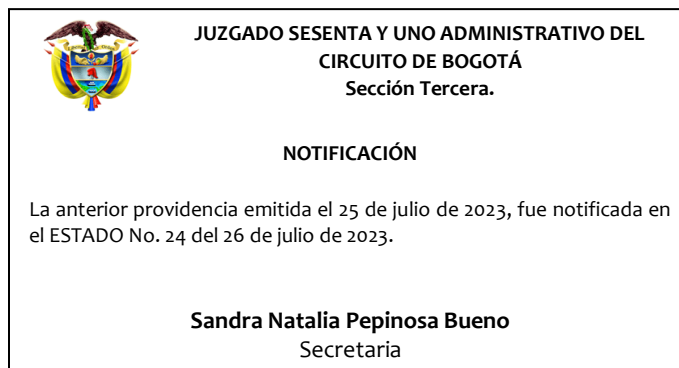 JUZGADO SESENTA Y UNO ADMINISTRATIVO DEL
CIRCUITO DE BOGOTÁ
Sección Tercera.
NOTIFICACIÓN
La anterior providencia emitida el 25 de julio de 2023, fue notificada en
el ESTADO No. 24 del 26 de julio de 2023.
Sandra Natalia Pepinosa Bueno
Secretaria